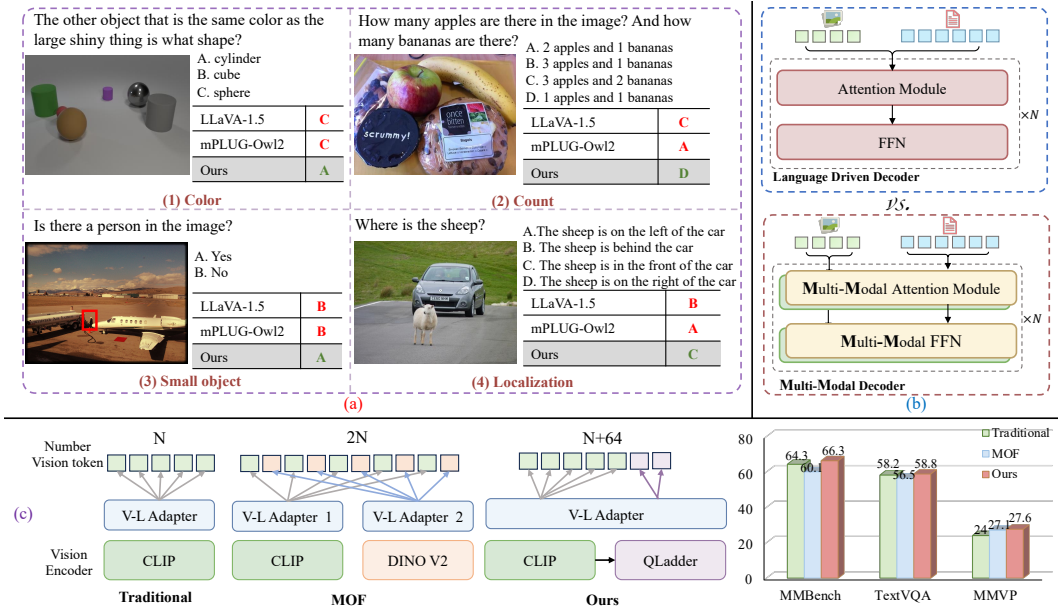 (a)
The other object that is the same color as the
large shiny thing is what shape?
A. cylinder
B. cube
C. sphere
LLaVA-1.5 C
mPLUG-Owl2 C
Ours A
(1) Color
How many apples are there in the image? And how
many bananas are there?
A. 2 apples and 1 bananas
B. 3 apples and 1 bananas
C. 3 apples and 2 bananas
D. 1 apples and 1 bananas
scrummy!
once
bitten
LLaVA-1.5 C
mPLUG-Owl2 A
Ours D
(2) Count
Is there a person in the image?
A. Yes
B. No
LLaVA-1.5 B
mPLUG-Owl2 B
Ours A
(3) Small object
Where is the sheep?
A.The sheep is on the left of the car
B. The sheep is behind the car
C. The sheep is in the front of the car
D. The sheep is on the right of the car
LLaVA-1.5 B
mPLUG-Owl2 A
Ours C
(4) Localization
Attention Module
FFN
×N
Language Driven Decoder
VS.
Multi-Modal Attention Module
Multi-Modal FFN
×N
Multi-Modal Decoder
(b)
(c)
Number
Vision token
Vision
Encoder
N
V-L Adapter
CLIP
Traditional
2N
V-L Adapter 1
V-L Adapter 2
CLIP
DINO V2
MOF
N+64
V-L Adapter
CLIP
QLadder
Ours
80
60
40
20
0
Traditional
MOF
Ours
64.3 60.1 66.3
58.2 56.5 58.8
24 27.1 27.6
MMBench TextVQA MMVP